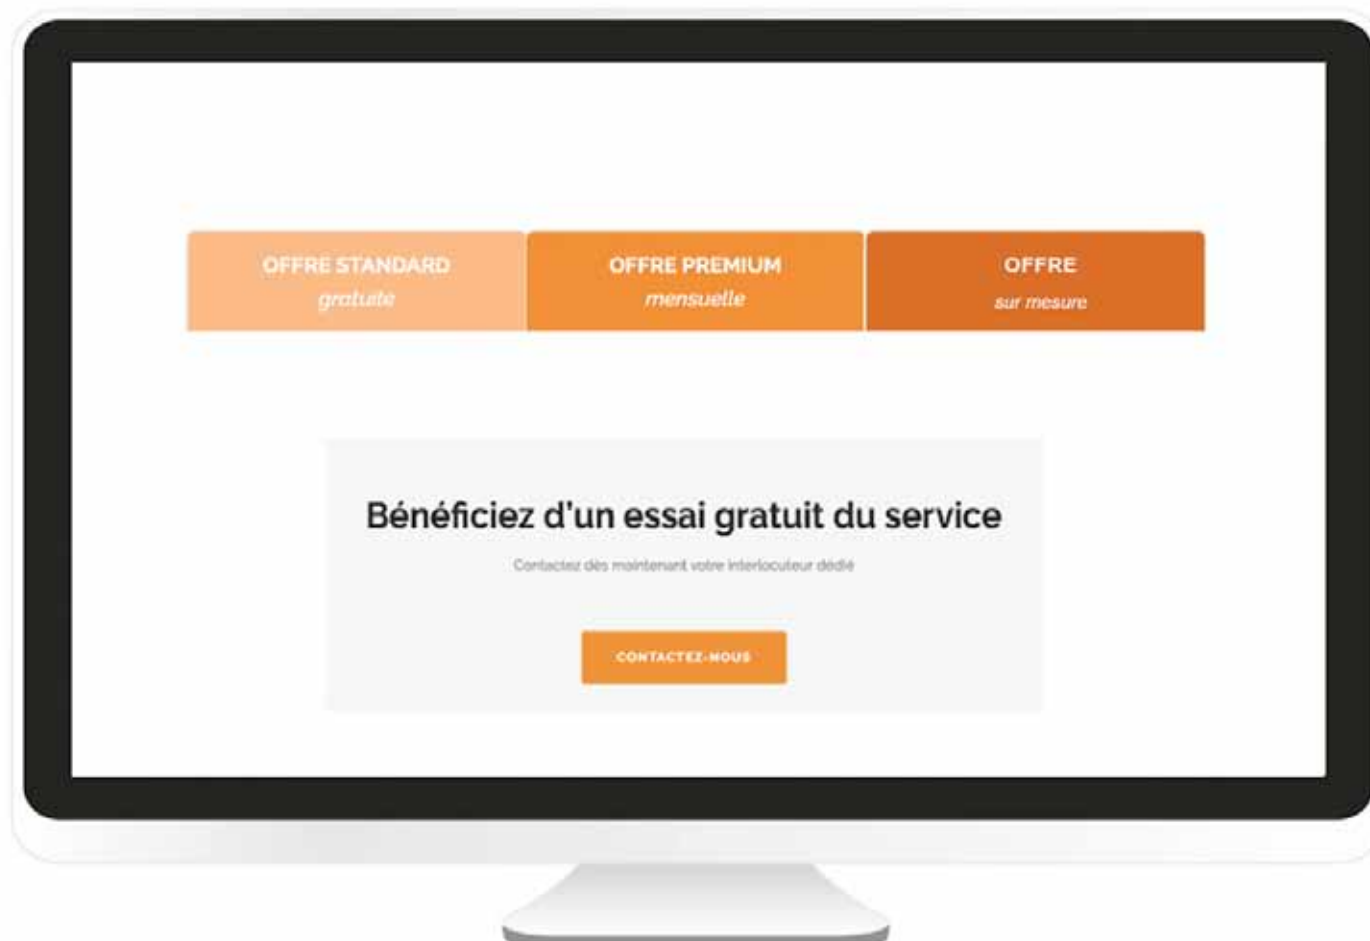 OFFRE STANDARD
gratuite
OFFRE PREMIUM
mensuelle
OFFRE
sur mesure
Bénéficiez d'un essai gratuit du service
Contactez dès maintenant votre interlocuteur dédié
CONTACTEZ-NOUS